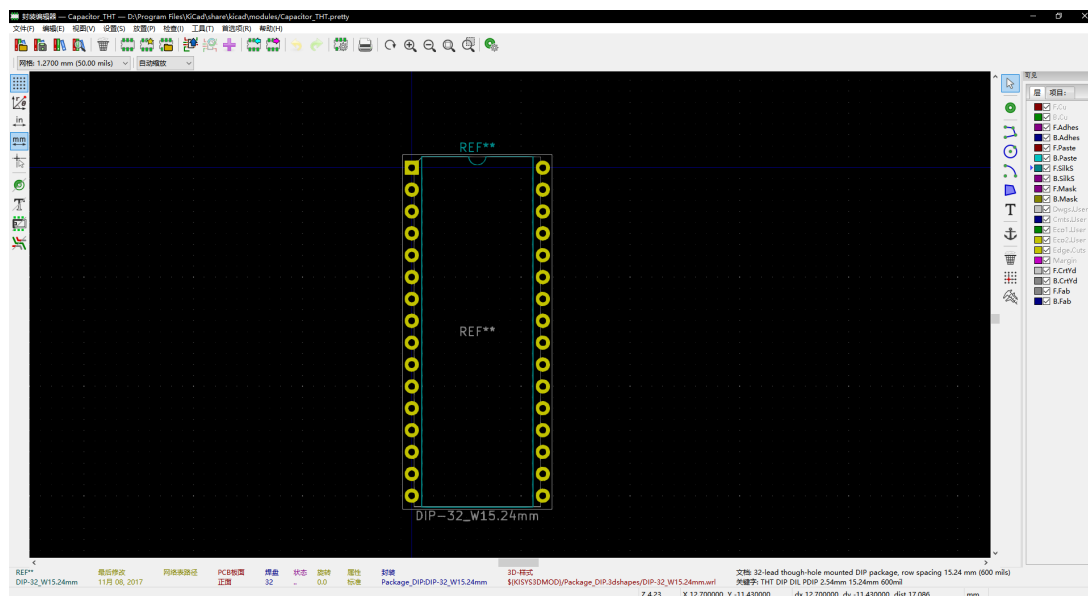 封装编辑器 — Capacitor_THT — D:\Program Files\KiCad\share\kicad\modules/Capacitor_THT.pretty
文件(F) 编辑(E) 视图(V) 设置(S) 放置(P) 检查(I) 工具(T) 首选项(R) 帮助(H)
网格: 1.2700 mm (50.00 mils) 自动缩放
in
mm
REF**
REF**
DIP-32_W15.24mm
可见
层 项目:
F.Cu
B.Cu
F.Adhes
B.Adhes
F.Paste
B.Paste
F.SilkS
B.SilkS
F.Mask
B.Mask
Dwgs.User
Cmts.User
Eco1.User
Eco2.User
Edge.Cuts
Margin
F.CrtYd
B.CrtYd
F.Fab
B.Fab
REF** 最后修改 网络表路径 PCB板面 焊盘 状态 旋转 属性 封装 3D-样式 文档: 32-lead though-hole mounted DIP package, row spacing 15.24 mm (600 mils)
DIP-32_W15.24mm 11月 08, 2017 正面 32 .. 0.0 标准 Package_DIP:DIP-32_W15.24mm ${KISYS3DMOD}/Package_DIP.3dshapes/DIP-32_W15.24mm.wrl 关键字: THT DIP DIL PDIP 2.54mm 15.24mm 600mil
Z 4.23 X 12.700000 Y -11.430000 dx 12.700000 dy -11.430000 dist 17.086 mm